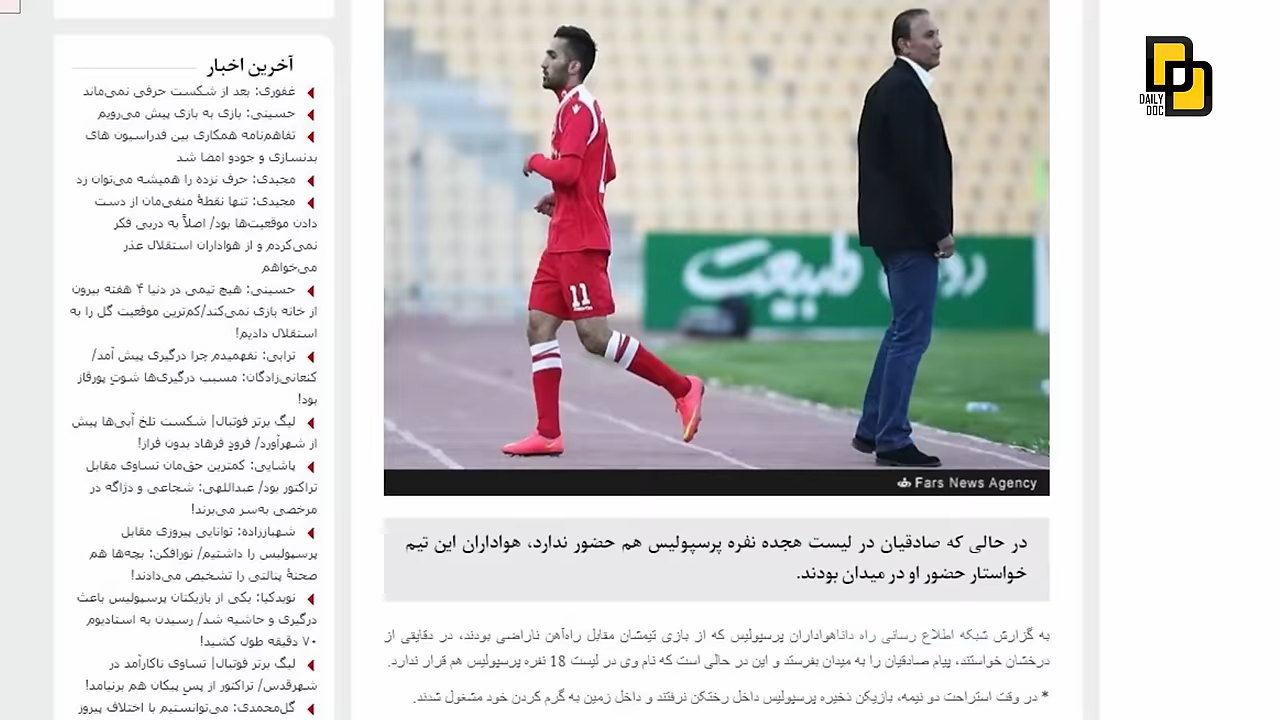 DAILY
DOC
آخرین اخبار
غفوری: بعد از شکست حرفی نمی‌ماند
حسینی: بازی به بازی پیش می‌رویم
تفاهم‌نامه همکاری بین فدراسیون های
بدنسازی و جودو امضا شد
مجیدی: حرف نزده را همیشه می‌توان زد
مجیدی: تنها نقطهٔ منفی‌مان از دست
دادن موقعیت‌ها بود/ اصلاً به دربی فکر
نمی‌کردم و از هواداران استقلال عذر
می‌خواهم
حسینی: هیچ تیمی در دنیا ۴ هفته بیرون
از خانه بازی نمی‌کند/کم‌ترین موقعیت گل را به
استقلال دادیم!
ترابی: نفهمیدم چرا درگیری پیش آمد/
کنعانی‌زادگان: مسبب درگیری‌ها شوتِ پورقاز
بود!
لیگ برتر فوتبال| شکست تلخ آبی‌ها پیش
از شهرآورد/ فرودِ فرهاد بدون فراز!
پاشایی: کمترین حق‌مان تساوی مقابل
تراکتور بود/ عبداللهی: شجاعی و دژاگه در
مرخصی به‌سر می‌برند!
شهباززاده: توانایی پیروزی مقابل
پرسپولیس را داشتیم/ نورافکن: بچه‌ها هم
صحنهٔ پنالتی را تشخیص می‌دادند!
نویدکیا: یکی از بازیکنان پرسپولیس باعث
درگیری و حاشیه شد/ رسیدن به استادیوم
۷۰ دقیقه طول کشید!
لیگ برتر فوتبال| تساوی ناکارآمد در
شهرقدس/ تراکتور از پسِ پیکان هم برنیامد!
گل‌محمدی: می‌توانستیم با اختلاف پیروز
طبیعت
11
Fars News Agency
در حالی که صادقیان در لیست هجده نفره پرسپولیس هم حضور ندارد، هواداران این تیم
خواستار حضور او در میدان بودند.
به گزارش شبکه اطلاع رسانی راه داناهواداران پرسپولیس که از بازی تیمشان مقابل راه‌آهن ناراضی بودند، در دقایقی از
درخشان خواستند، پیام صادقیان را به میدان بفرستد و این در حالی است که نام وی در لیست 18 نفره پرسپولیس هم قرار ندارد.
* در وقت استراحت دو نیمه، بازیکن ذخیره پرسپولیس داخل رختکن نرفتند و داخل زمین به گرم کردن خود مشغول شدند.